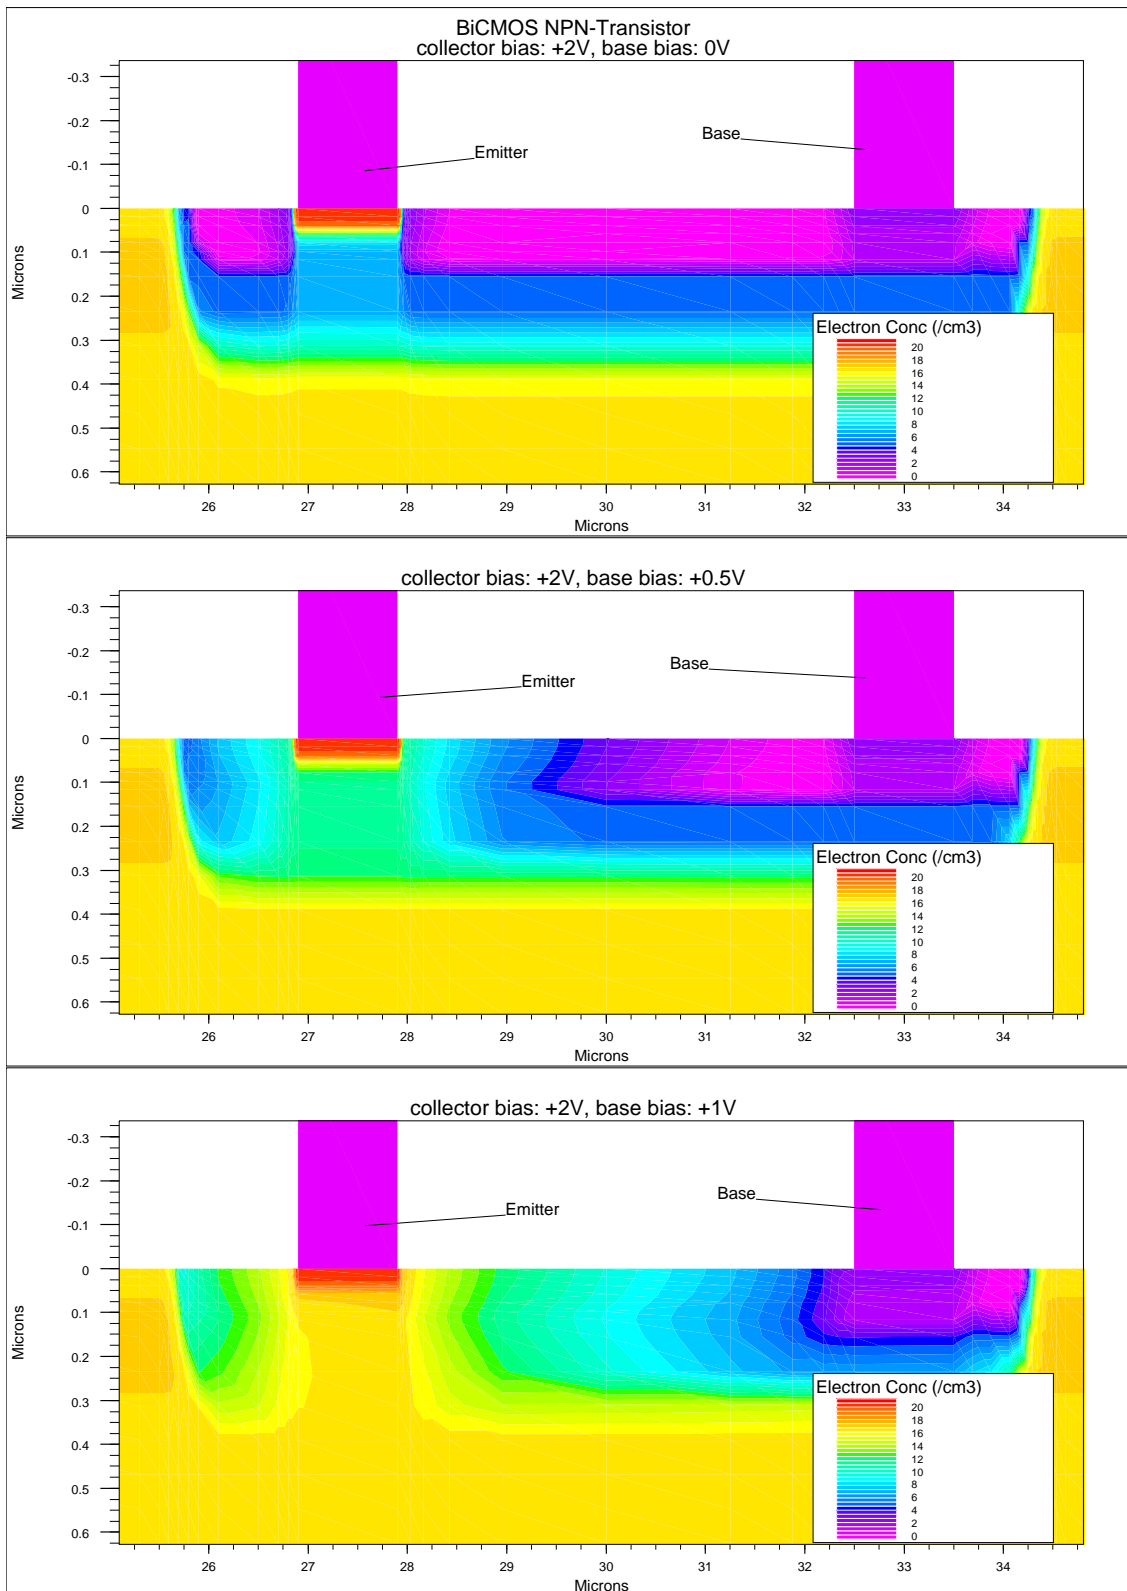 BiCMOS NPN-Transistor
collector bias: +2V, base bias: 0V
-0.3
-0.2
-0.1
0
0.1
0.2
0.3
0.4
0.5
0.6
Microns
Emitter
Base
Electron Conc (/cm3)
20
18
16
14
12
10
8
6
4
2
0
26 27 28 29 30 31 32 33 34
Microns
collector bias: +2V, base bias: +0.5V
-0.3
-0.2
-0.1
0
0.1
0.2
0.3
0.4
0.5
0.6
Microns
Emitter
Base
Electron Conc (/cm3)
20
18
16
14
12
10
8
6
4
2
0
26 27 28 29 30 31 32 33 34
Microns
collector bias: +2V, base bias: +1V
-0.3
-0.2
-0.1
0
0.1
0.2
0.3
0.4
0.5
0.6
Microns
Emitter
Base
Electron Conc (/cm3)
20
18
16
14
12
10
8
6
4
2
0
26 27 28 29 30 31 32 33 34
Microns